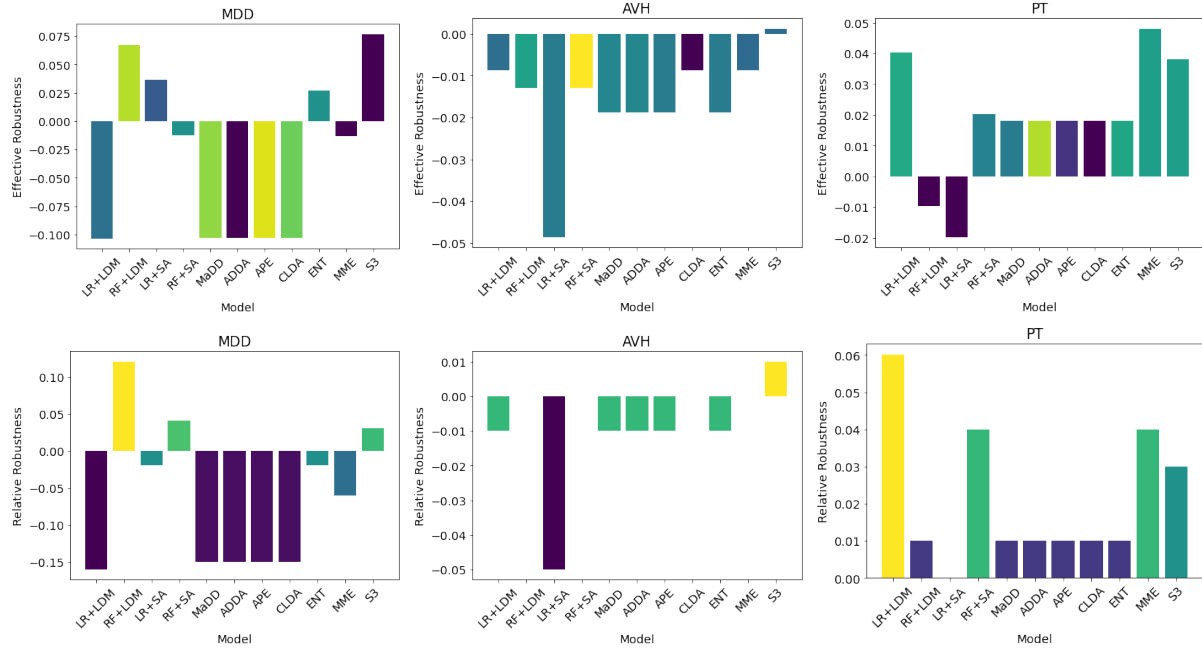 MDD
Effective Robustness
0.075
0.050
0.025
0.000
−0.025
−0.050
−0.075
−0.100
LR+LDM
RF+LDM
LR+SA
RF+SA
MaDD
ADDA
APE
CLDA
ENT
MME
S3
Model
AVH
Effective Robustness
0.00
−0.01
−0.02
−0.03
−0.04
−0.05
LR+LDM
RF+LDM
LR+SA
RF+SA
MaDD
ADDA
APE
CLDA
ENT
MME
S3
Model
PT
Effective Robustness
0.05
0.04
0.03
0.02
0.01
0.00
−0.01
−0.02
LR+LDM
RF+LDM
LR+SA
RF+SA
MaDD
ADDA
APE
CLDA
ENT
MME
S3
Model
MDD
Relative Robustness
0.10
0.05
0.00
−0.05
−0.10
−0.15
LR+LDM
RF+LDM
LR+SA
RF+SA
MaDD
ADDA
APE
CLDA
ENT
MME
S3
Model
AVH
Relative Robustness
0.01
0.00
−0.01
−0.02
−0.03
−0.04
−0.05
LR+LDM
RF+LDM
LR+SA
RF+SA
MaDD
ADDA
APE
CLDA
ENT
MME
S3
Model
PT
Relative Robustness
0.06
0.05
0.04
0.03
0.02
0.01
0.00
LR+LDM
RF+LDM
LR+SA
RF+SA
MaDD
ADDA
APE
CLDA
ENT
MME
S3
Model